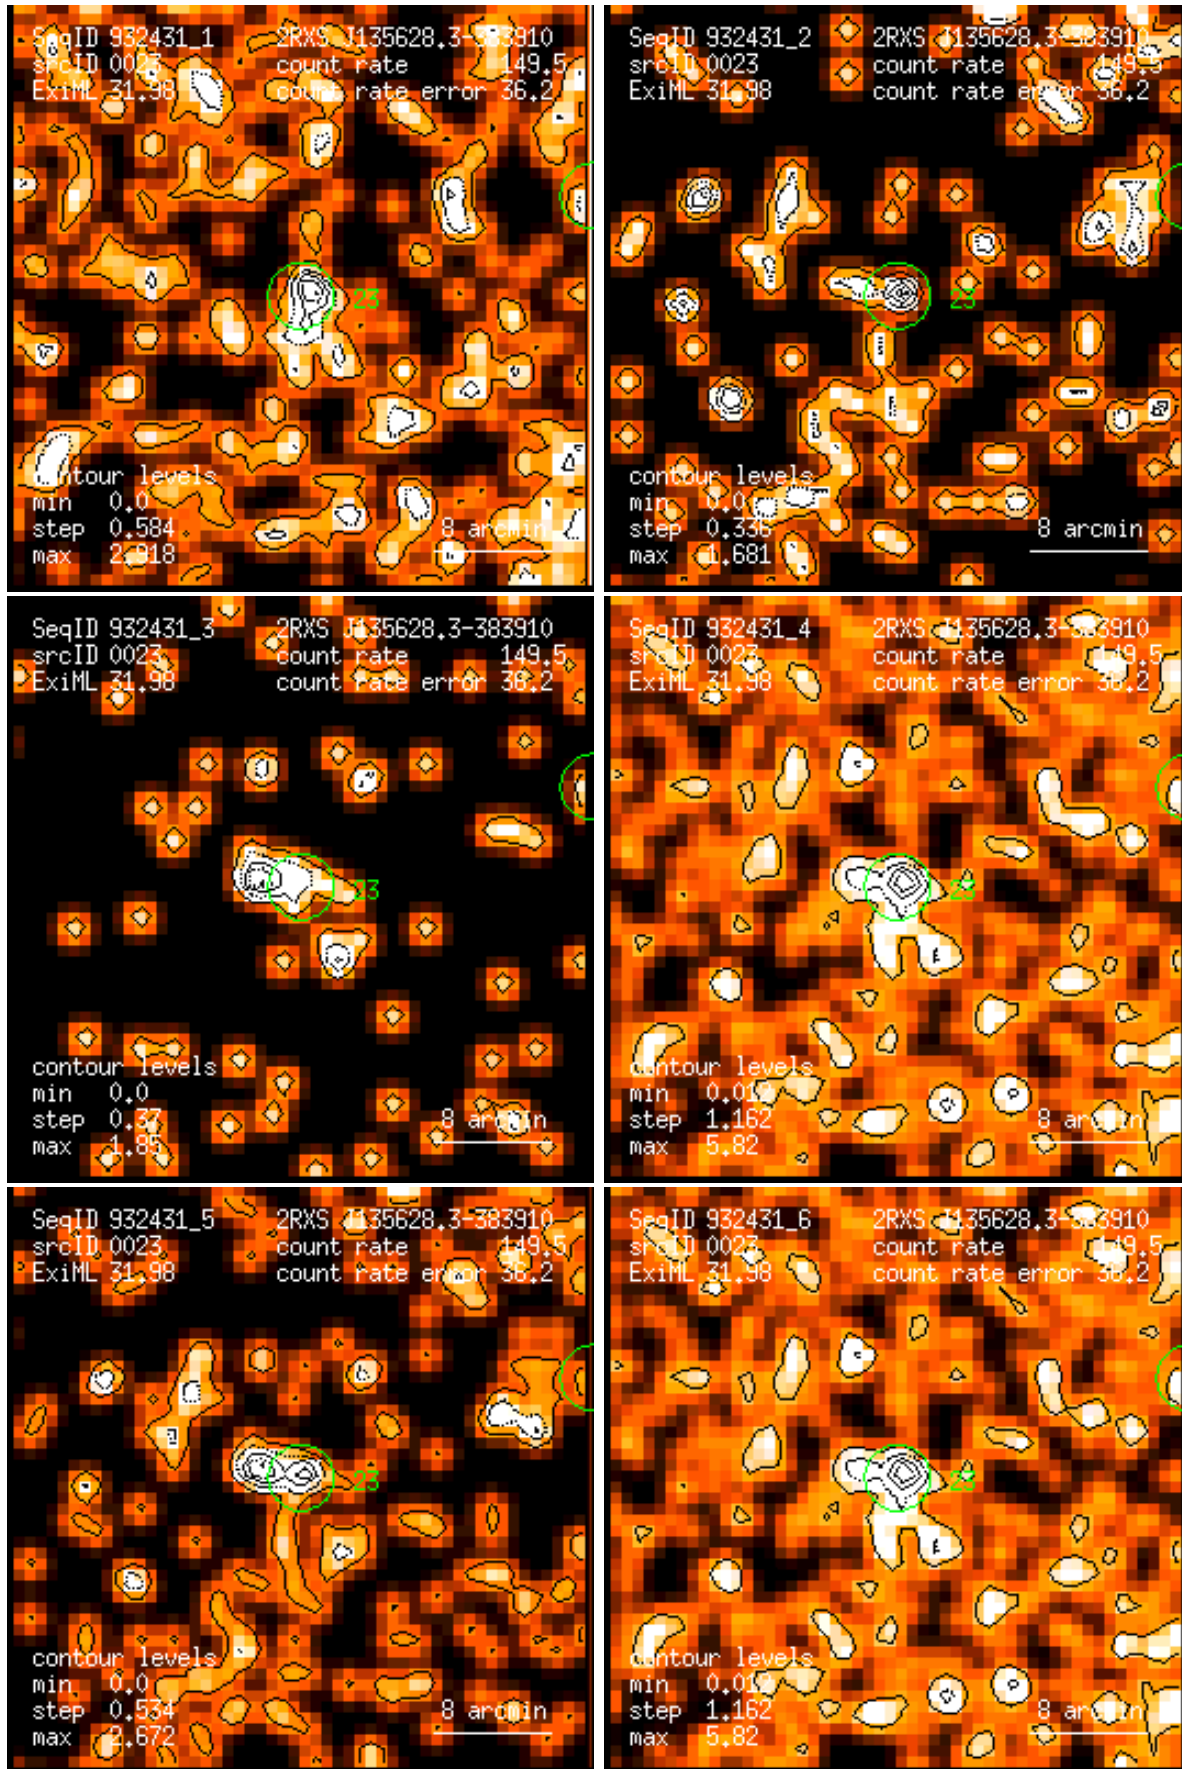 SeqID 932431_1 2RXS J135628.3-383910
srcID 0023 count rate 149.5
ExiML 31.98 count rate error 36.2
23
contour levels
min 0.0
step 0.584 8 arcmin
max 2.918
SeqID 932431_2 2RXS J135628.3-383910
srcID 0023 count rate 149.5
ExiML 31.98 count rate error 36.2
23
contour levels
min 0.0
step 0.336 8 arcmin
max 1.681
SeqID 932431_3 2RXS J135628.3-383910
srcID 0023 count rate 149.5
ExiML 31.98 count rate error 36.2
23
contour levels
min 0.0
step 0.37 8 arcmin
max 1.85
SeqID 932431_4 2RXS J135628.3-383910
srcID 0023 count rate 149.5
ExiML 31.98 count rate error 36.2
23
contour levels
min 0.012
step 1.162 8 arcmin
max 5.82
SeqID 932431_5 2RXS J135628.3-383910
srcID 0023 count rate 149.5
ExiML 31.98 count rate error 36.2
23
contour levels
min 0.0
step 0.534 8 arcmin
max 2.672
SeqID 932431_6 2RXS J135628.3-383910
srcID 0023 count rate 149.5
ExiML 31.98 count rate error 36.2
23
contour levels
min 0.012
step 1.162 8 arcmin
max 5.82